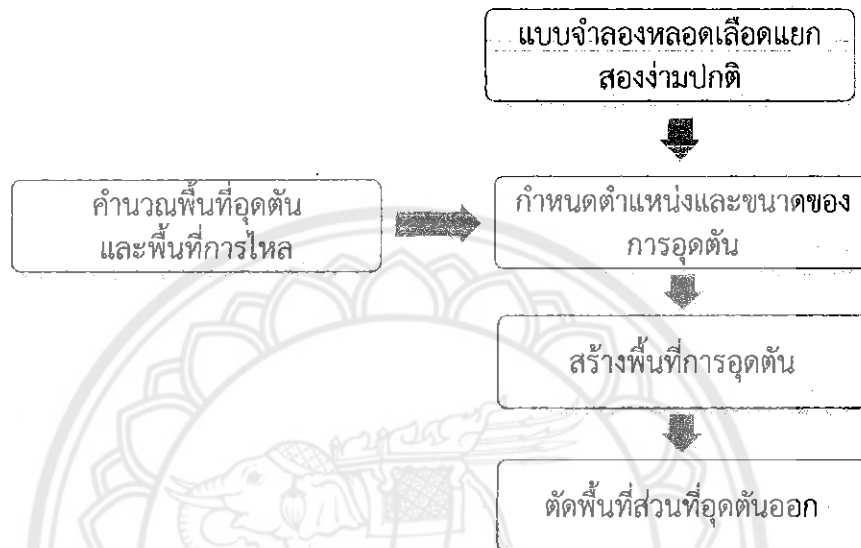 แบบจำลองหลอดเลือดแยก
สองง่ามปกติ
คำนวณพื้นที่อุดตัน
และพื้นที่การไหล
กำหนดตำแหน่งและขนาดของ
การอุดตัน
สร้างพื้นที่การอุดตัน
ตัดพื้นที่ส่วนที่อุดตันออก